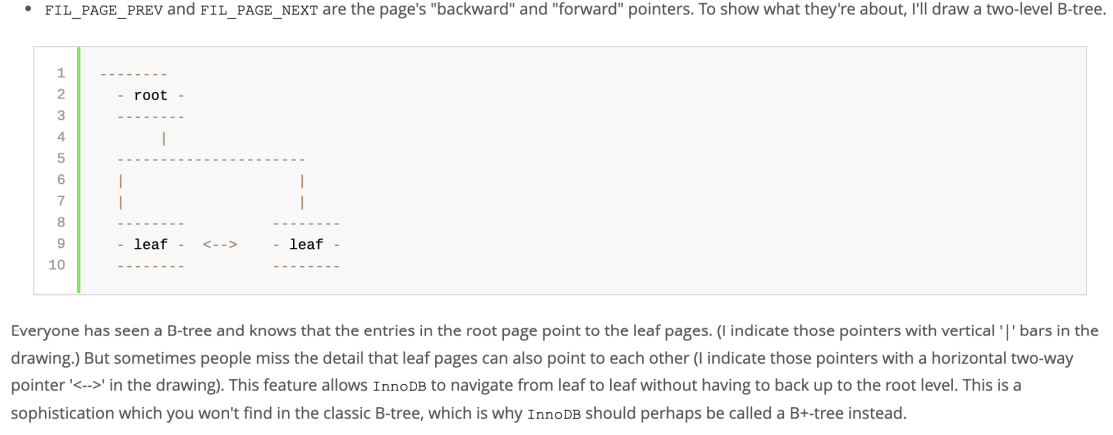 • FIL_PAGE_PREV and FIL_PAGE_NEXT are the page's "backward" and "forward" pointers. To show what they're about, I'll draw a two-level B-tree.
1 --------
2   - root -
3   --------
4        |
5   ----------------------
6   |                    |
7   |                    |
8   --------          --------
9   - leaf -  <-->    - leaf -
10   --------          --------
Everyone has seen a B-tree and knows that the entries in the root page point to the leaf pages. (I indicate those pointers with vertical '|' bars in the
drawing.) But sometimes people miss the detail that leaf pages can also point to each other (I indicate those pointers with a horizontal two-way
pointer '<-->' in the drawing). This feature allows InnoDB to navigate from leaf to leaf without having to back up to the root level. This is a
sophistication which you won't find in the classic B-tree, which is why InnoDB should perhaps be called a B+-tree instead.